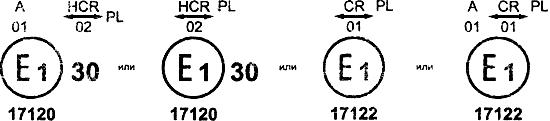 A HCR PL HCR PL CR PL A CR PL
01 02 02 01 01 01
E1 30 или E1 30 или E1 или E1
17120 17120 17122 17122